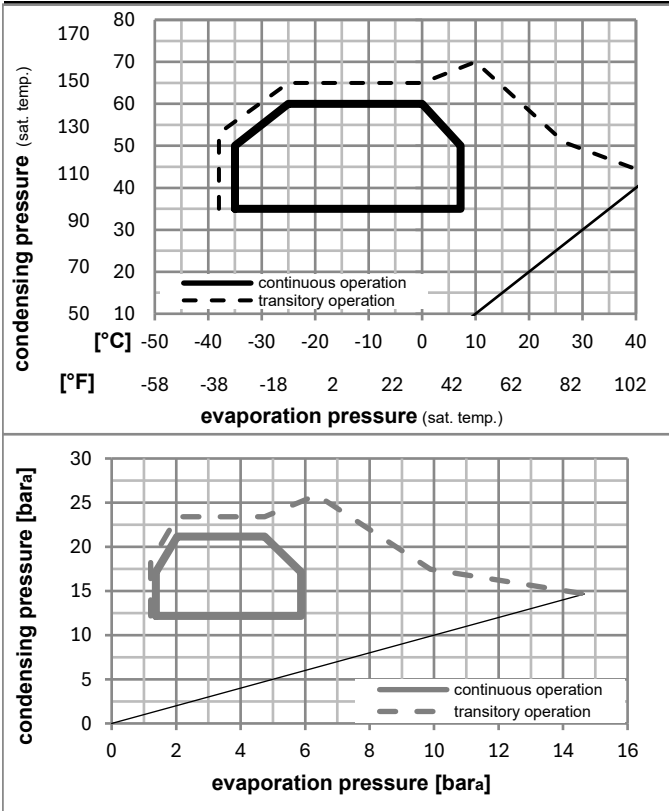 condensing pressure (sat. temp.)
170 80
70
150 60
130 50
110 40
90 30
70 20
50 10
continuous operation
transitory operation
[°C] -50 -40 -30 -20 -10 0 10 20 30 40
[°F] -58 -38 -18 2 22 42 62 82 102
evaporation pressure (sat. temp.)
condensing pressure [bara]
30
25
20
15
10
5
0
continuous operation
transitory operation
0 2 4 6 8 10 12 14 16
evaporation pressure [bara]